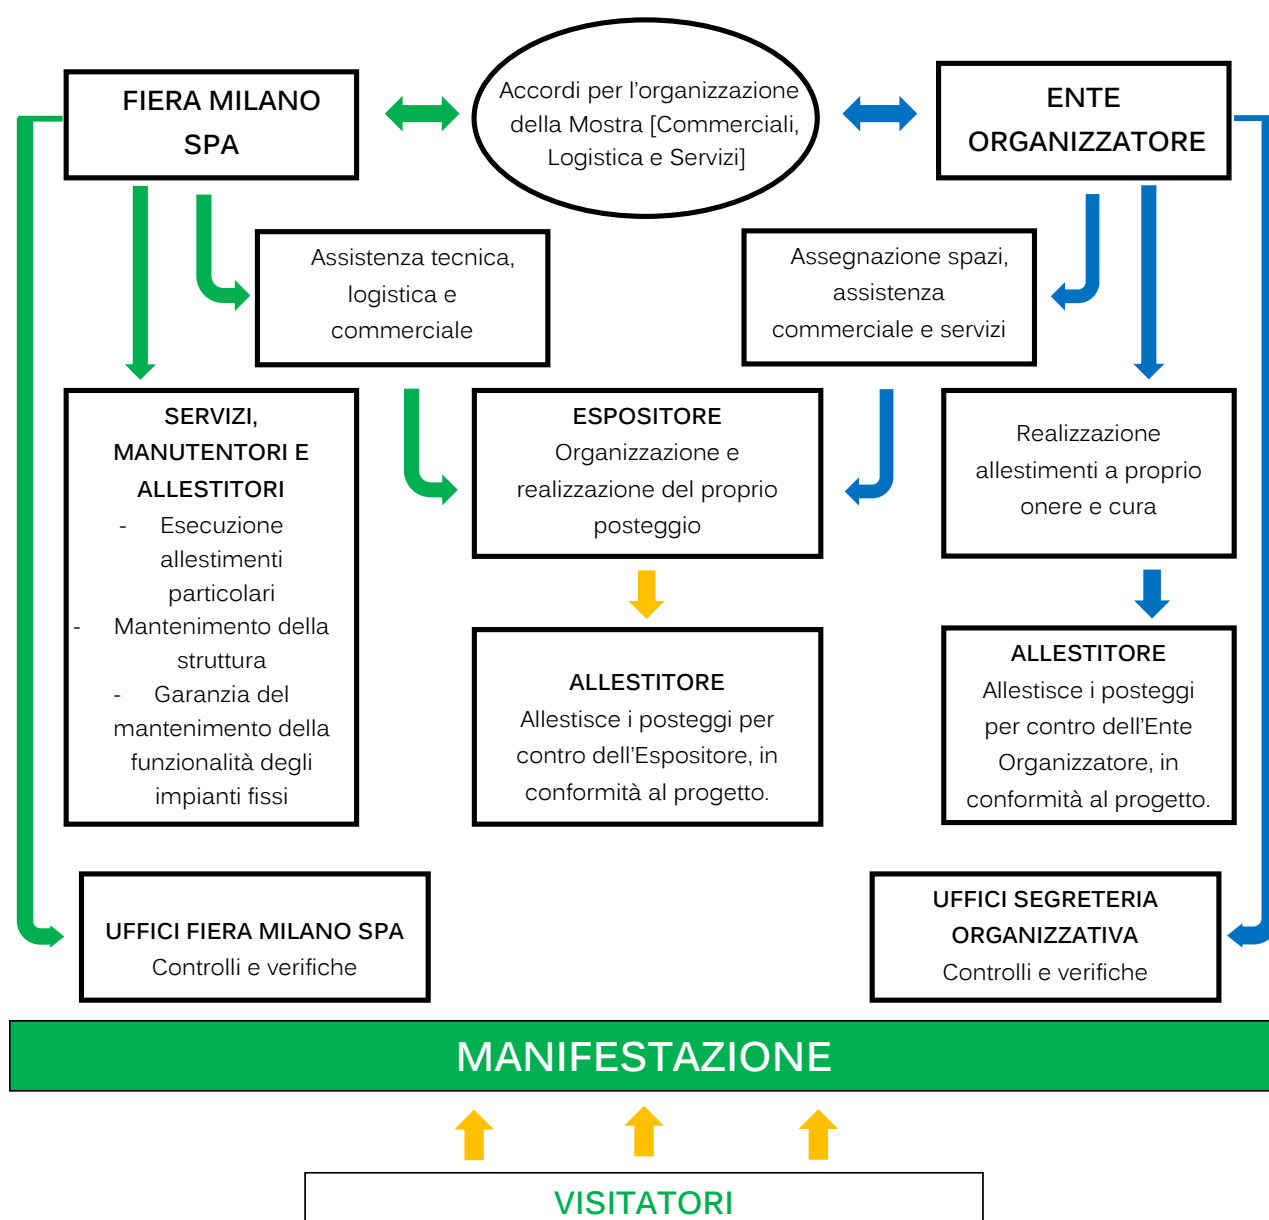 FIERA MILANO
SPA
Accordi per l'organizzazione
della Mostra [Commerciali,
Logistica e Servizi]
ENTE
ORGANIZZATORE
Assistenza tecnica,
logistica e
commerciale
Assegnazione spazi,
assistenza
commerciale e servizi
SERVIZI,
MANUTENTORI E
ALLESTITORI
- Esecuzione
allestimenti
particolari
- Mantenimento della
struttura
- Garanzia del
mantenimento della
funzionalità degli
impianti fissi
ESPOSITORE
Organizzazione e
realizzazione del proprio
posteggio
Realizzazione
allestimenti a proprio
onere e cura
ALLESTITORE
Allestisce i posteggi per
contro dell'Espositore, in
conformità al progetto.
ALLESTITORE
Allestisce i posteggi
per contro dell'Ente
Organizzatore, in
conformità al progetto.
UFFICI FIERA MILANO SPA
Controlli e verifiche
UFFICI SEGRETERIA
ORGANIZZATIVA
Controlli e verifiche
MANIFESTAZIONE
VISITATORI